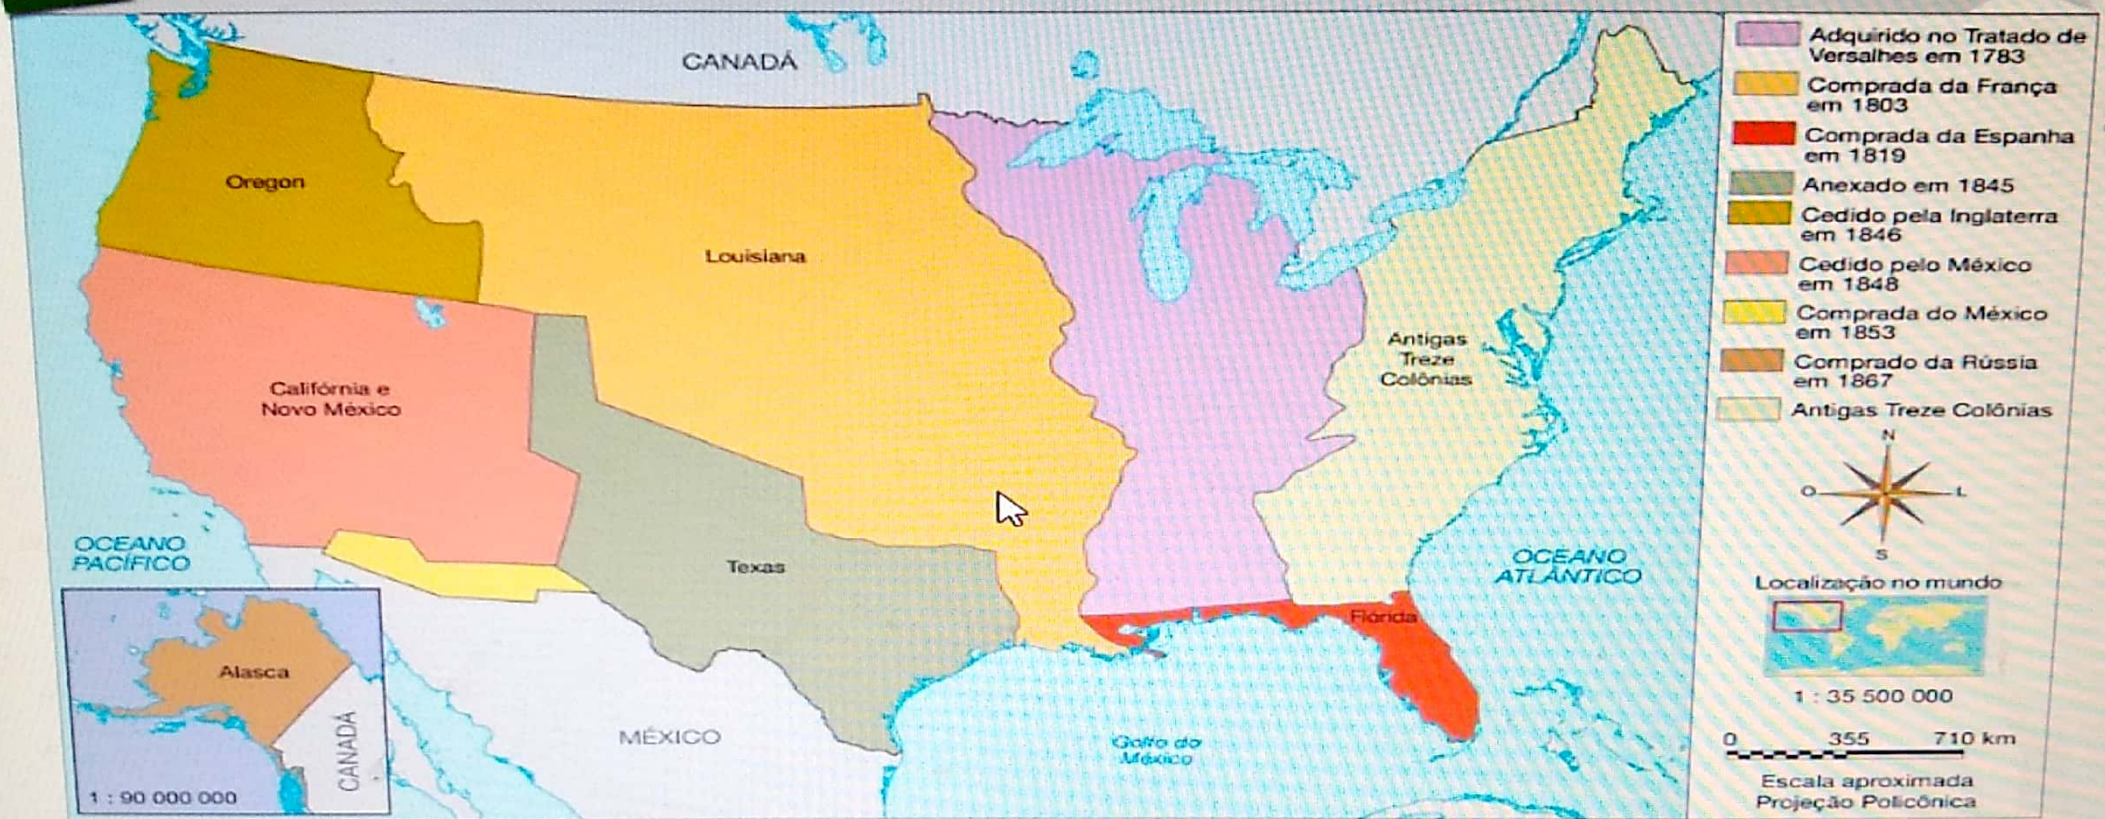 CANADÁ
Oregon
Louisiana
Antigas
Treze
Colônias
Califórnia e
Novo México
OCEANO
PACÍFICO
Texas
OCEANO
ATLÂNTICO
Flórida
Alasca
CANADÁ
1 : 90 000 000
MÉXICO
Golfo do
México
Adquirido no Tratado de
Versalhes em 1783
Comprada da França
em 1803
Comprada da Espanha
em 1819
Anexado em 1845
Cedido pela Inglaterra
em 1846
Cedido pelo México
em 1848
Comprada do México
em 1853
Comprado da Rússia
em 1867
Antigas Treze Colônias
N
O
L
S
Localização no mundo
1 : 35 500 000
0 355 710 km
Escala aproximada
Projeção Policônica